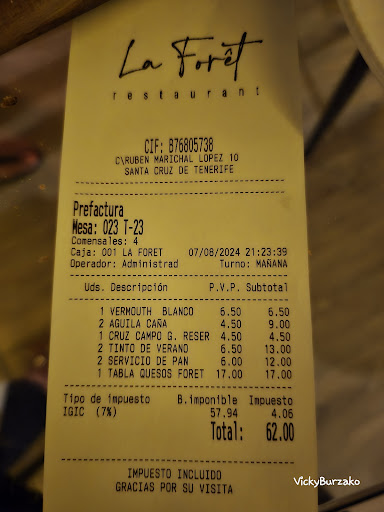 La Forêt
restaurant
CIF: B76805738
C\RUBEN MARICHAL LOPEZ 10
SANTA CRUZ DE TENERIFE
Prefactura
Mesa: 023 T-23
Comensales: 4
Caja: 001 LA FORET 07/08/2024 21:23:39
Operador: Administrad Turno: MAÑANA
Uds. Descripción P.V.P. Subtotal
1 VERMOUTH BLANCO 6.50 6.50
2 AGUILA CAÑA 4.50 9.00
1 CRUZ CAMPO G. RESER 4.50 4.50
2 TINTO DE VERANO 6.50 13.00
2 SERVICIO DE PAN 6.00 12.00
1 TABLA QUESOS FORET 17.00 17.00
Tipo de impuesto B.imponible Impuesto
IGIC (7%) 57.94 4.06
Total: 62.00
IMPUESTO INCLUIDO
GRACIAS POR SU VISITA
VickyBurzako